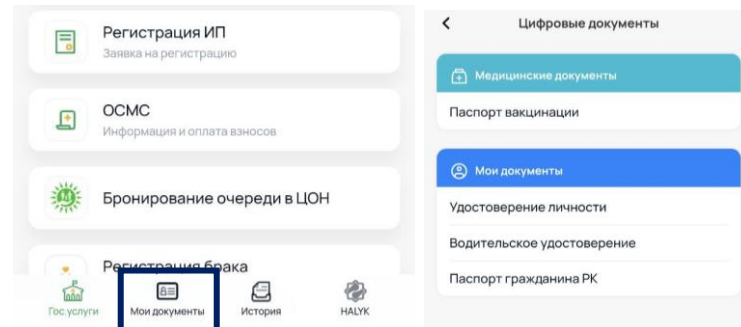 Регистрация ИП
Заявка на регистрацию
ОСМС
Информация и оплата взносов
Бронирование очереди в ЦОН
Регистрация брака
Гос.услуги
Мои документы
История
HALYK
Цифровые документы
Медицинские документы
Паспорт вакцинации
Мои документы
Удостоверение личности
Водительское удостоверение
Паспорт гражданина РК